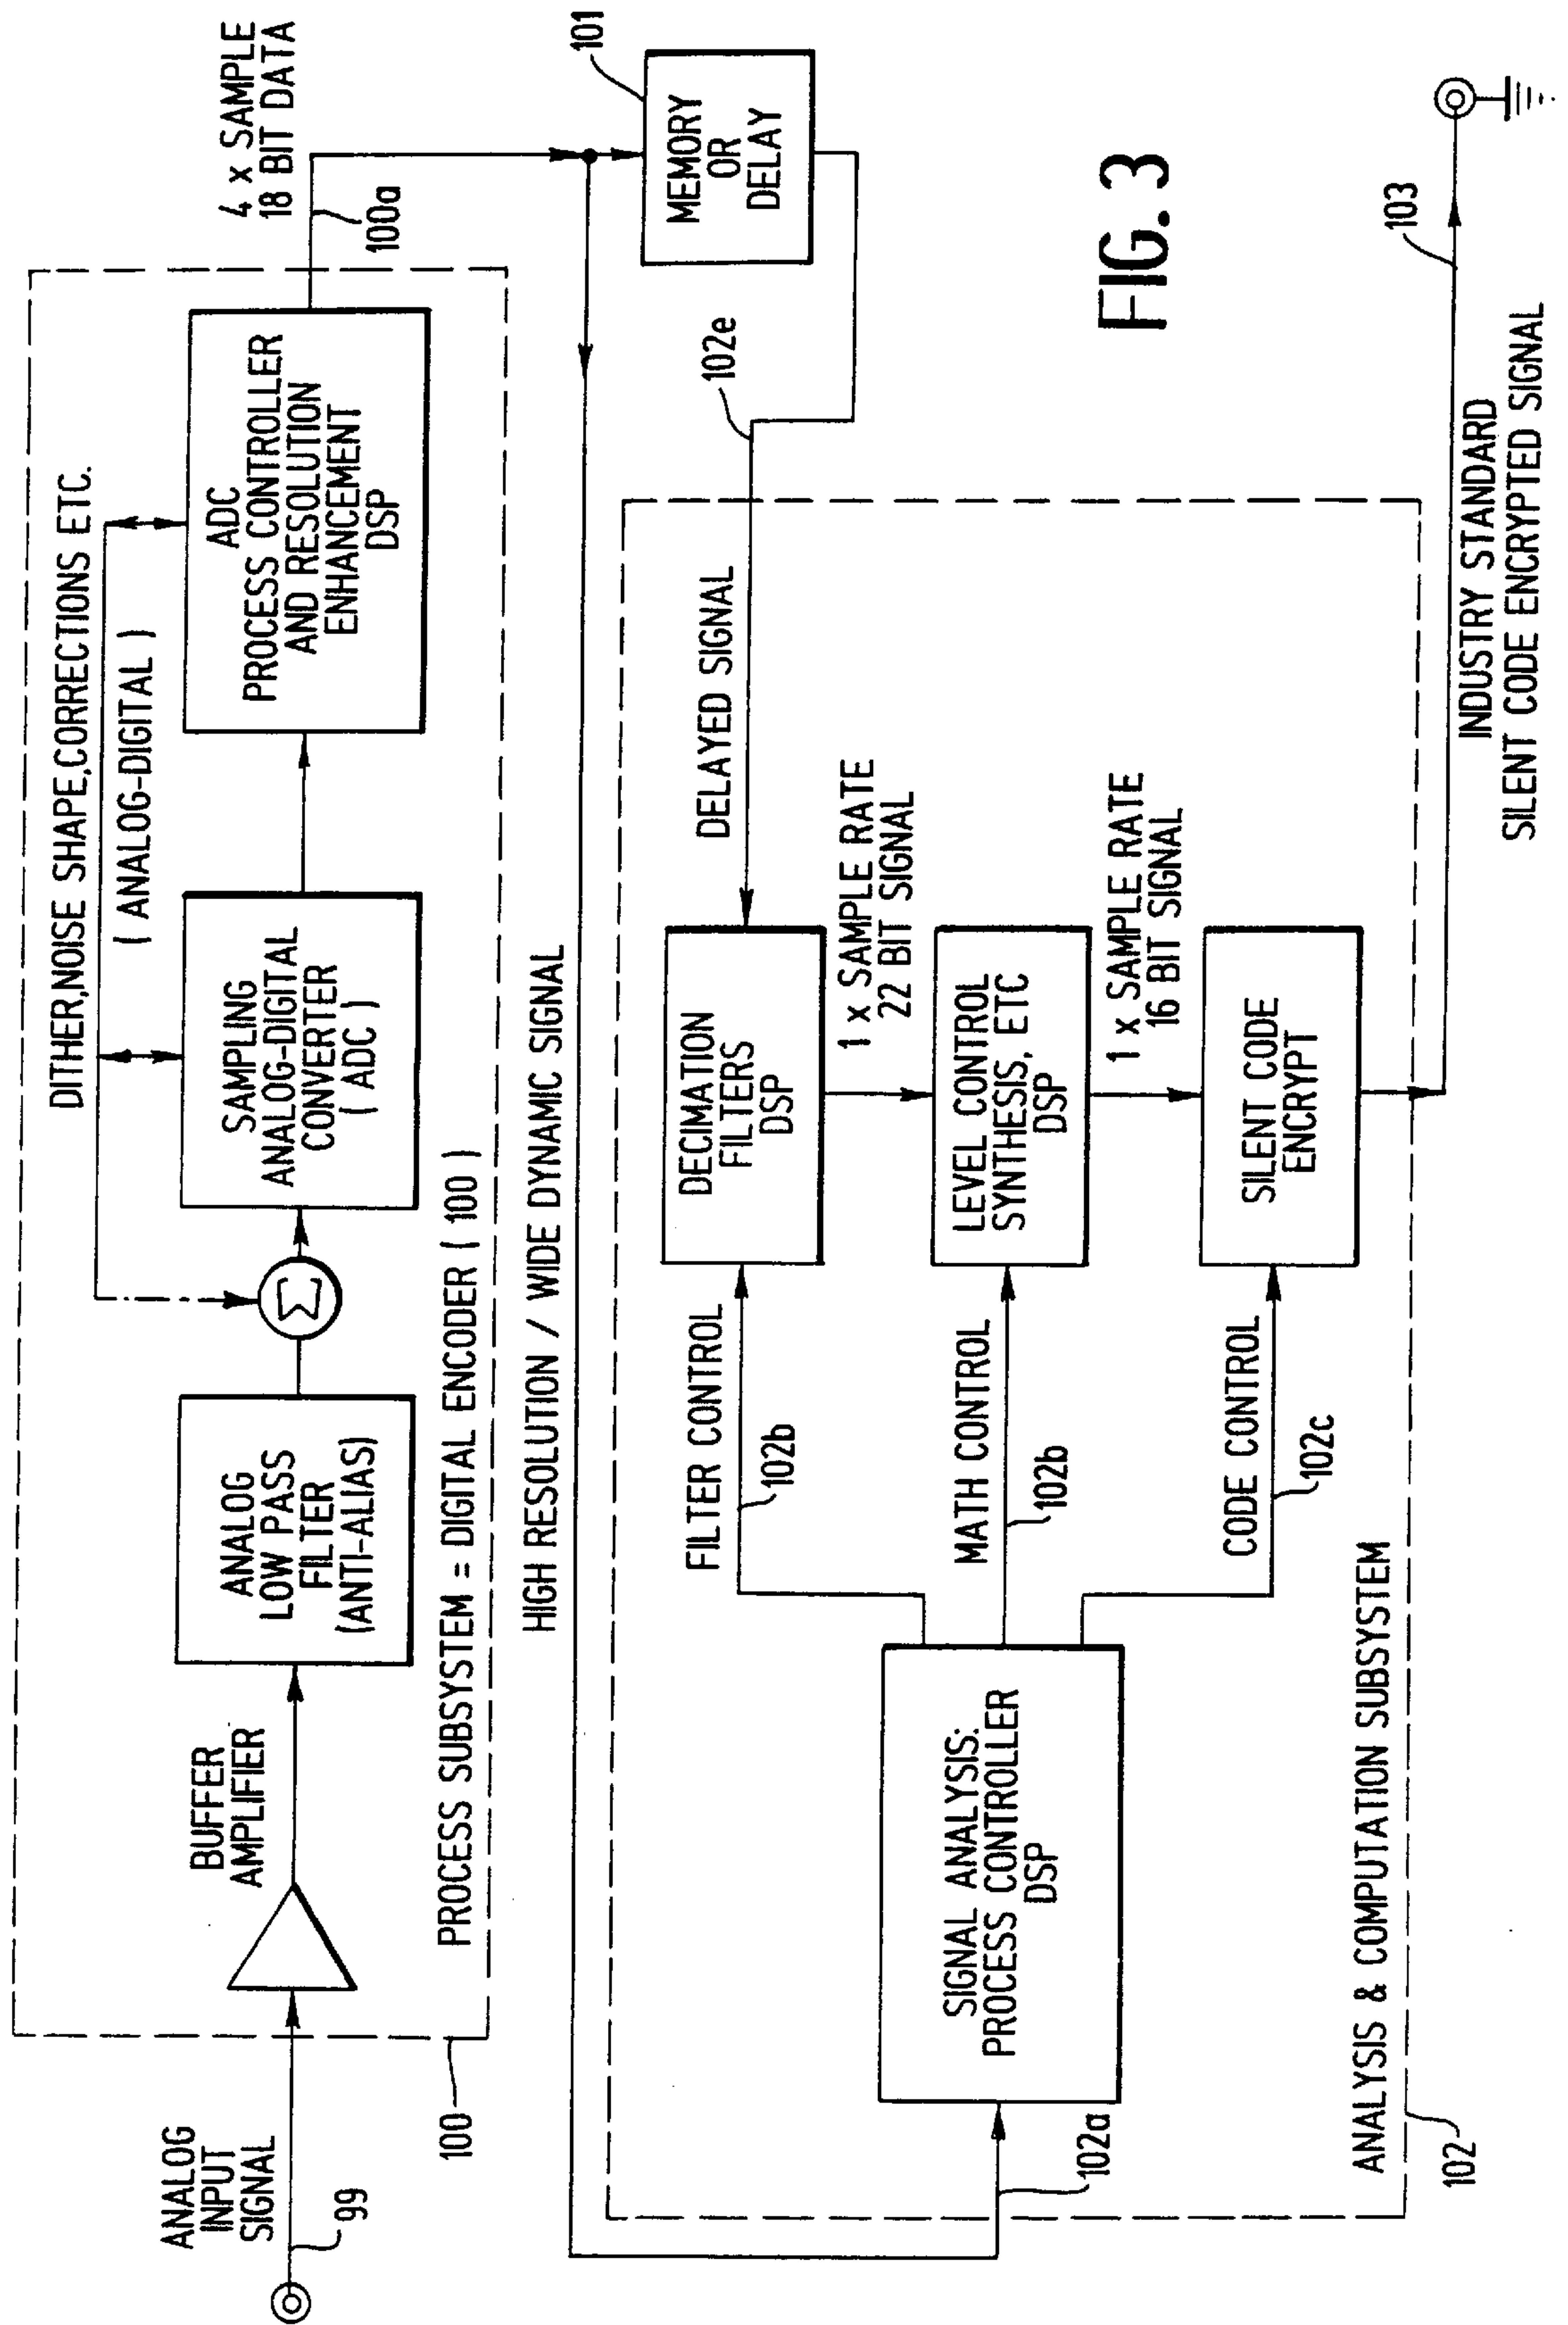 DITHER,NOISE SHAPE,CORRECTIONS ETC.
( ANALOG-DIGITAL )
4 x SAMPLE
18 BIT DATA
100a
ANALOG
INPUT
SIGNAL
99
BUFFER
AMPLIFIER
ANALOG
LOW PASS
FILTER
(ANTI-ALIAS)
Σ
SAMPLING
ANALOG-DIGITAL
CONVERTER
( ADC )
ADC
PROCESS CONTROLLER
AND RESOLUTION
ENHANCEMENT
DSP
100
PROCESS SUBSYSTEM = DIGITAL ENCODER ( 100 )
HIGH RESOLUTION / WIDE DYNAMIC SIGNAL
101
MEMORY
OR
DELAY
102e
DELAYED SIGNAL
FILTER CONTROL
102b
DECIMATION
FILTERS
DSP
1 x SAMPLE RATE
22 BIT SIGNAL
SIGNAL ANALYSIS:
PROCESS CONTROLLER
DSP
102a
MATH CONTROL
102b
LEVEL CONTROL
SYNTHESIS, ETC
DSP
1 x SAMPLE RATE
16 BIT SIGNAL
CODE CONTROL
102c
SILENT CODE
ENCRYPT
ANALYSIS & COMPUTATION SUBSYSTEM
102
103
INDUSTRY STANDARD
SILENT CODE ENCRYPTED SIGNAL
FIG. 3